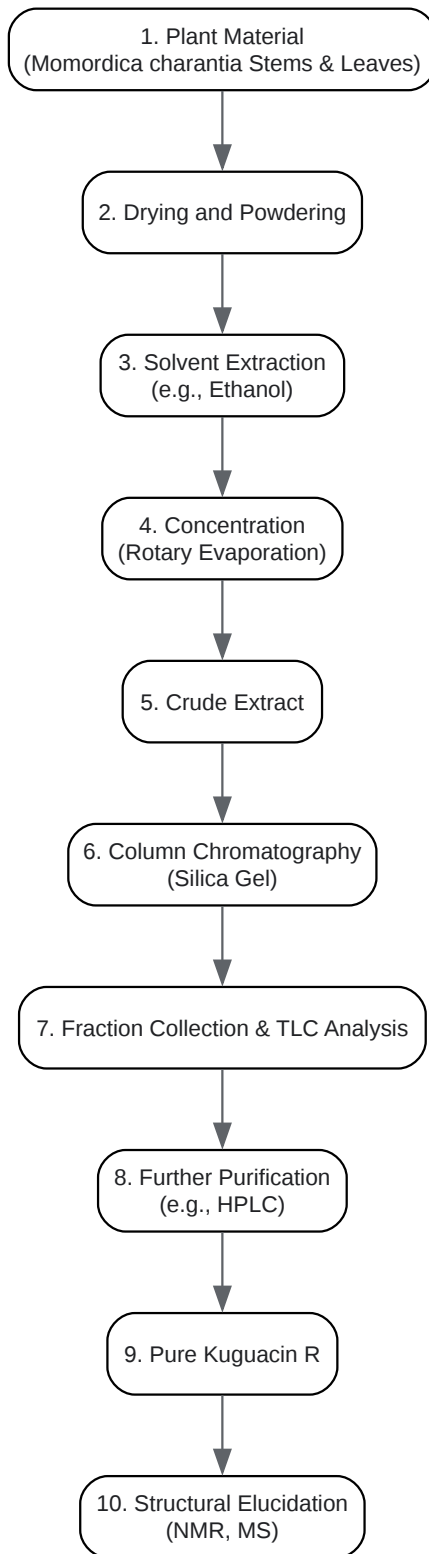 1. Plant Material
(Momordica charantia Stems & Leaves)
2. Drying and Powdering
3. Solvent Extraction
(e.g., Ethanol)
4. Concentration
(Rotary Evaporation)
5. Crude Extract
6. Column Chromatography
(Silica Gel)
7. Fraction Collection & TLC Analysis
8. Further Purification
(e.g., HPLC)
9. Pure Kuguacin R
10. Structural Elucidation
(NMR, MS)